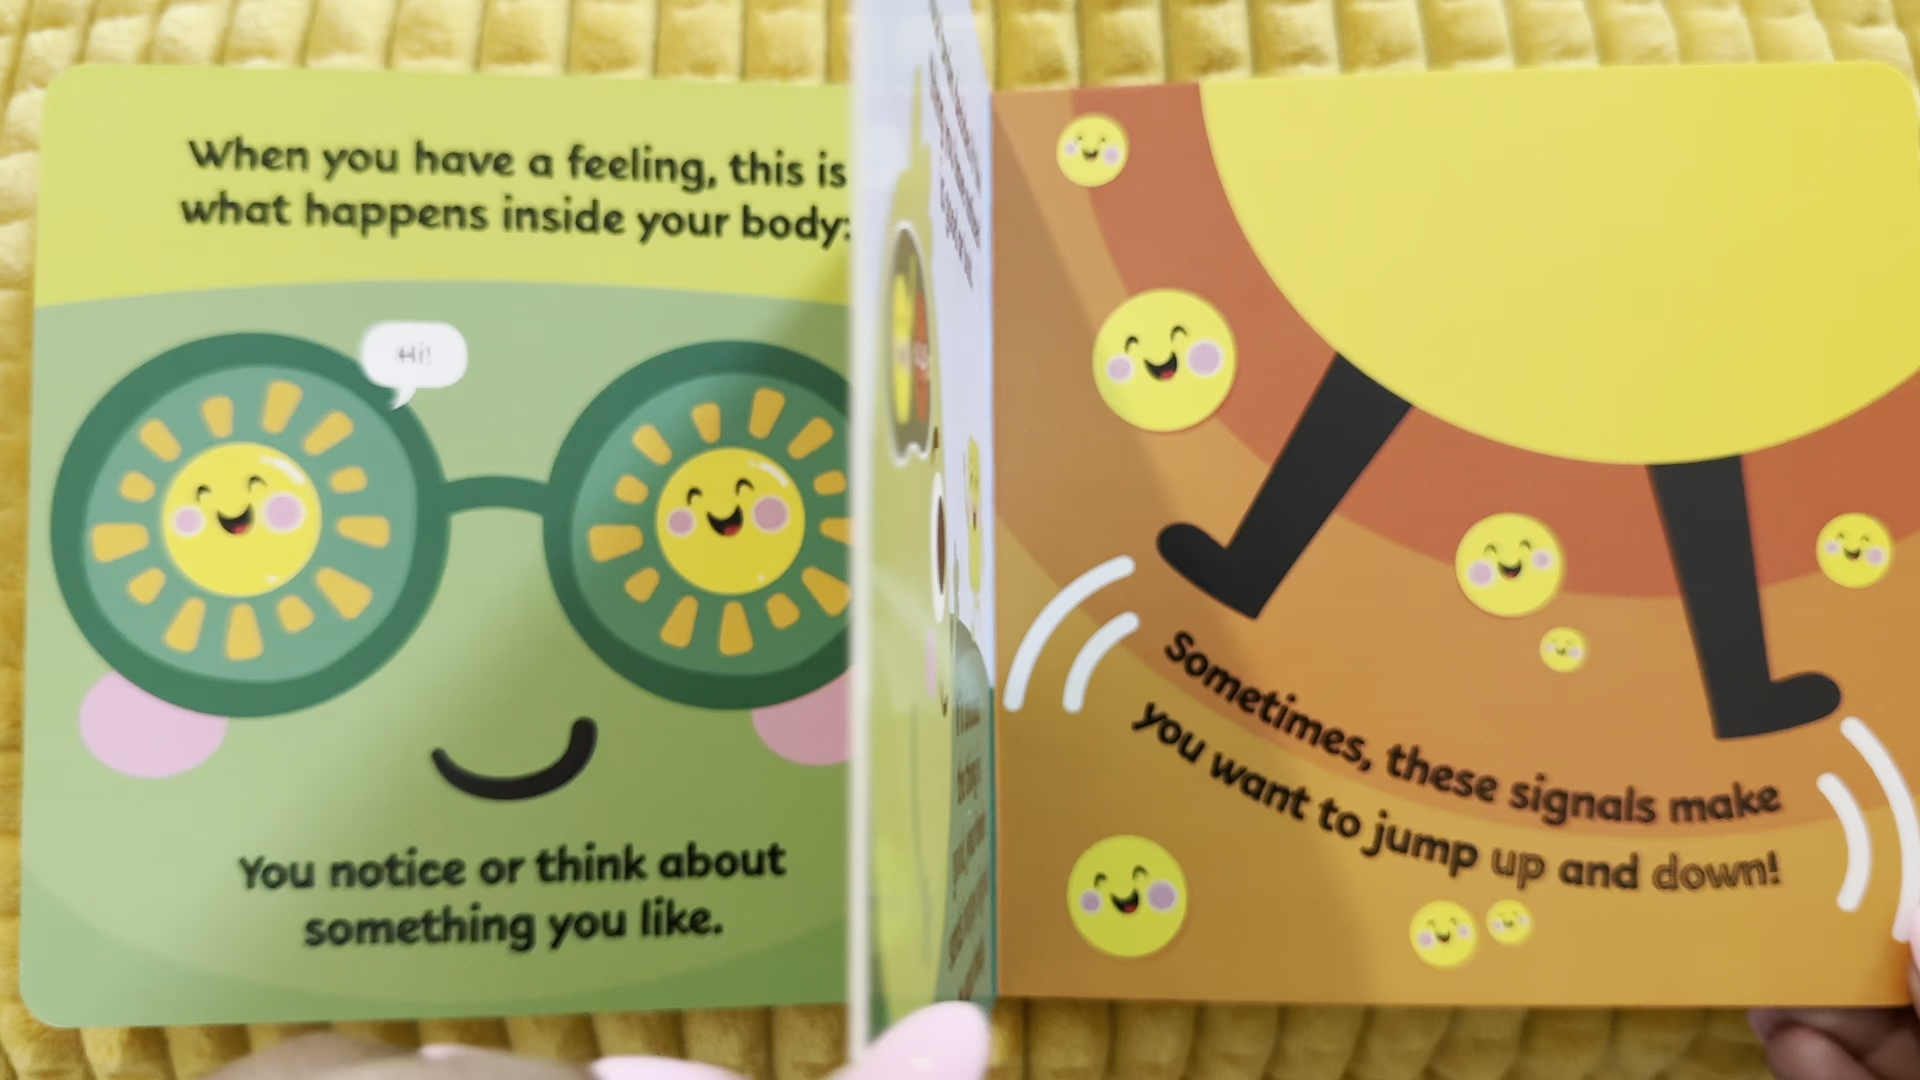 When you have a feeling, this is
what happens inside your body:
Hi!
You notice or think about
something you like.
Sometimes, these signals make
you want to jump up and down!